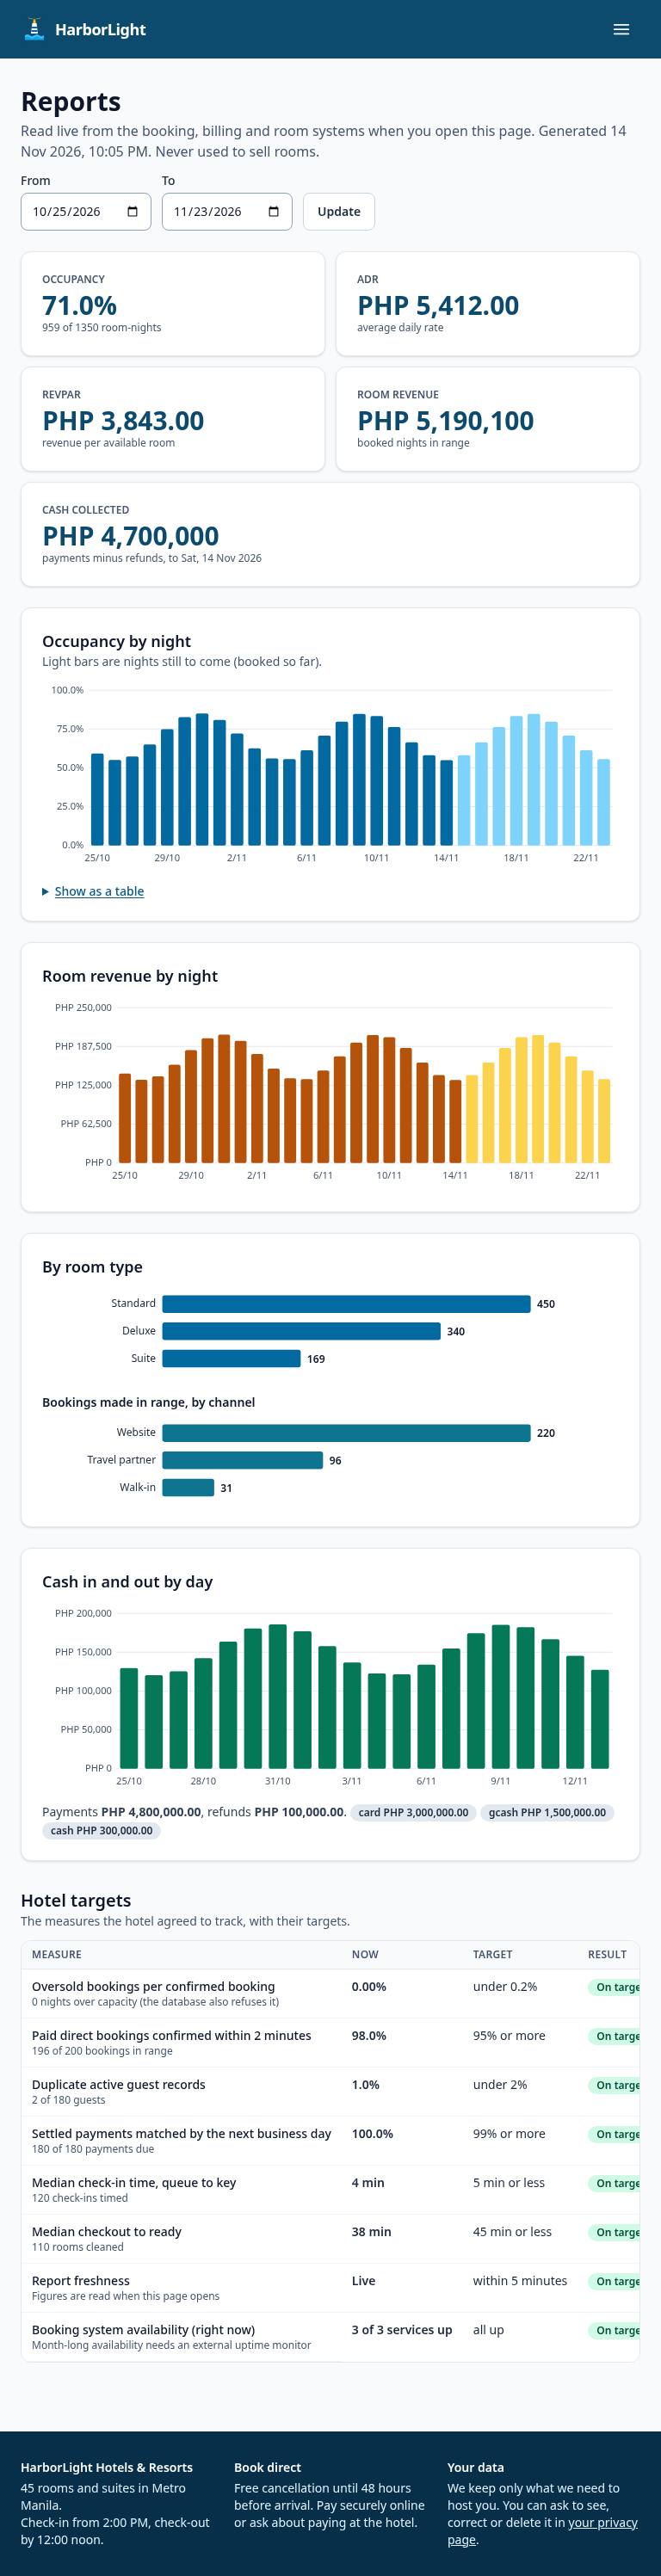 HarborLight
Reports
Read live from the booking, billing and room systems when you open this page. Generated 14
Nov 2026, 10:05 PM. Never used to sell rooms.
From To
10/25/2026 11/23/2026 Update
OCCUPANCY
71.0%
959 of 1350 room-nights
ADR
PHP 5,412.00
average daily rate
REVPAR
PHP 3,843.00
revenue per available room
ROOM REVENUE
PHP 5,190,100
booked nights in range
CASH COLLECTED
PHP 4,700,000
payments minus refunds, to Sat, 14 Nov 2026
Occupancy by night
Light bars are nights still to come (booked so far).
100.0%
75.0%
50.0%
25.0%
0.0%
25/10 29/10 2/11 6/11 10/11 14/11 18/11 22/11
Show as a table
Room revenue by night
PHP 250,000
PHP 187,500
PHP 125,000
PHP 62,500
PHP 0
25/10 29/10 2/11 6/11 10/11 14/11 18/11 22/11
By room type
Standard 450
Deluxe 340
Suite 169
Bookings made in range, by channel
Website 220
Travel partner 96
Walk-in 31
Cash in and out by day
PHP 200,000
PHP 150,000
PHP 100,000
PHP 50,000
PHP 0
25/10 28/10 31/10 3/11 6/11 9/11 12/11
Payments PHP 4,800,000.00, refunds PHP 100,000.00. card PHP 3,000,000.00 gcash PHP 1,500,000.00
cash PHP 300,000.00
Hotel targets
The measures the hotel agreed to track, with their targets.
MEASURE NOW TARGET RESULT
Oversold bookings per confirmed booking 0.00% under 0.2% On targe
0 nights over capacity (the database also refuses it)
Paid direct bookings confirmed within 2 minutes 98.0% 95% or more On targe
196 of 200 bookings in range
Duplicate active guest records 1.0% under 2% On targe
2 of 180 guests
Settled payments matched by the next business day 100.0% 99% or more On targe
180 of 180 payments due
Median check-in time, queue to key 4 min 5 min or less On targe
120 check-ins timed
Median checkout to ready 38 min 45 min or less On targe
110 rooms cleaned
Report freshness Live within 5 minutes On targe
Figures are read when this page opens
Booking system availability (right now) 3 of 3 services up all up On targe
Month-long availability needs an external uptime monitor
HarborLight Hotels & Resorts
45 rooms and suites in Metro
Manila.
Check-in from 2:00 PM, check-out
by 12:00 noon.
Book direct
Free cancellation until 48 hours
before arrival. Pay securely online
or ask about paying at the hotel.
Your data
We keep only what we need to
host you. You can ask to see,
correct or delete it in your privacy
page.